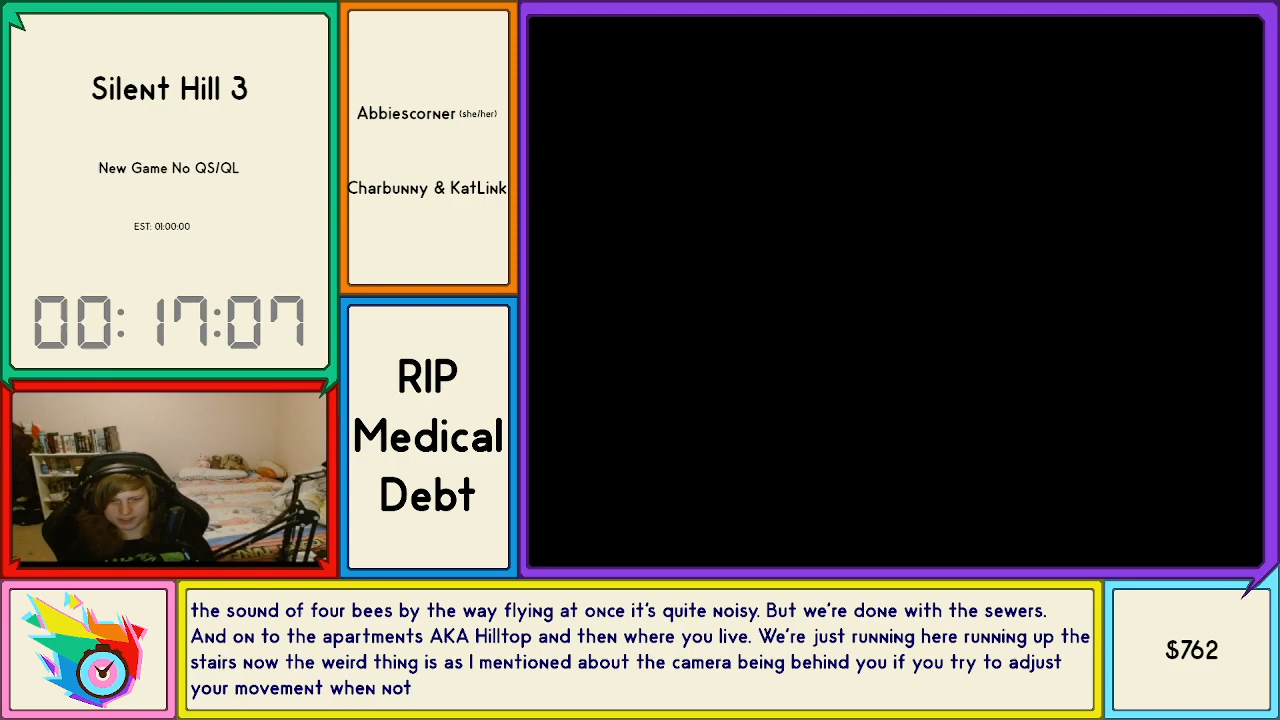 Silent Hill 3
New Game No QS/QL
EST: 01:00:00
00:17:07
Abbiescorner (she/her)
Charbunny & KatLink
RIP
Medical
Debt
the sound of four bees by the way flying at once it's quite noisy. But we're done with the sewers.
And on to the apartments AKA Hilltop and then where you live. We're just running here running up the
stairs now the weird thing is as I mentioned about the camera being behind you if you try to adjust
your movement when not
$762